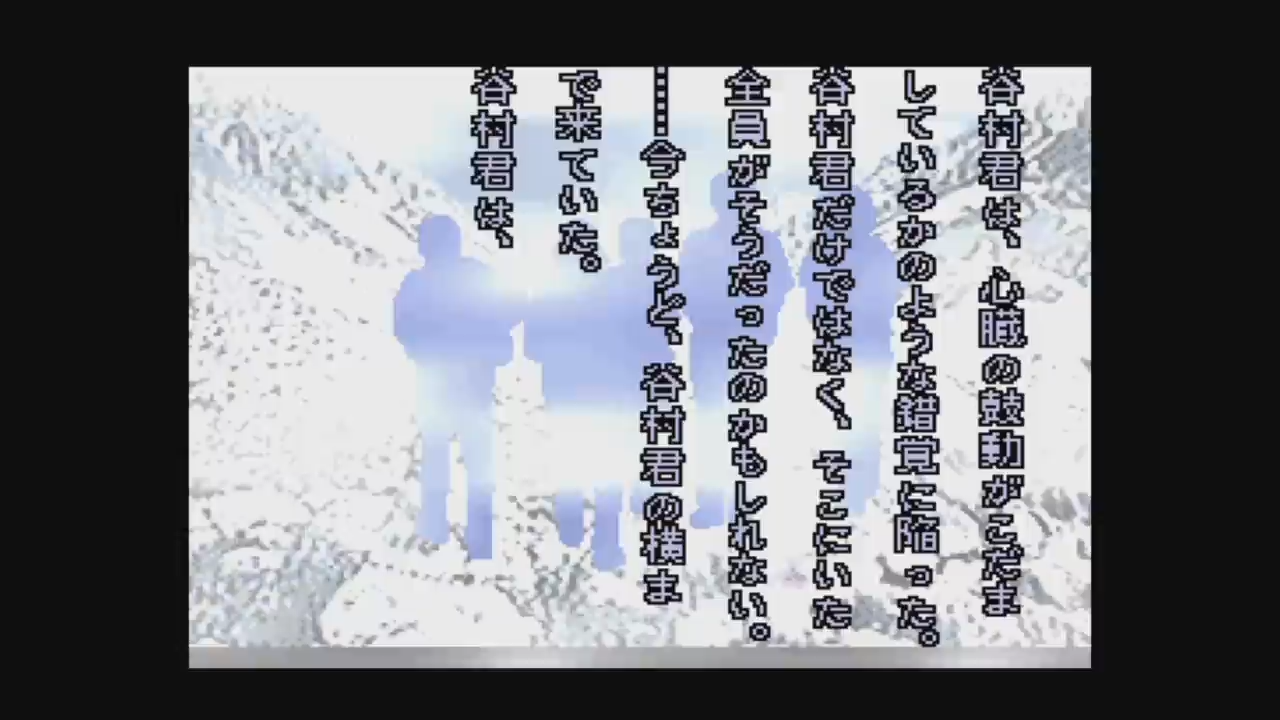 谷村君は、心臓の鼓動がこだま
しているかのような錯覚に陥った。
谷村君だけではなく、そこにいた
全員がそうだったのかもしれない。
……今ちょうど、谷村君の横ま
で来ていた。
谷村君は、